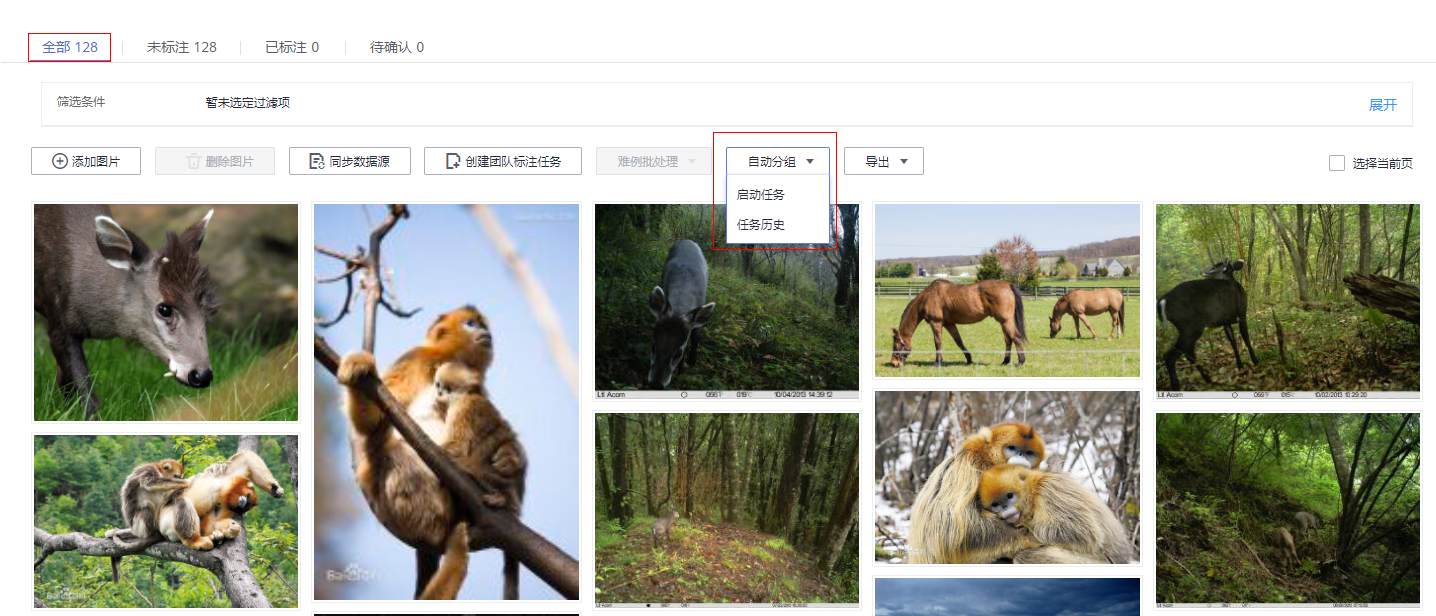 全部 128 未标注 128 已标注 0 待确认 0
筛选条件 暂未选定过滤项 展开
添加图片 删除图片 同步数据源 创建团队标注任务 难例批处理 自动分组 导出 选择当前页
启动任务
任务历史
Ltl Acorn 10/04/2013 14:39:12
Ltl Acorn 10/02/2013 10:29:20